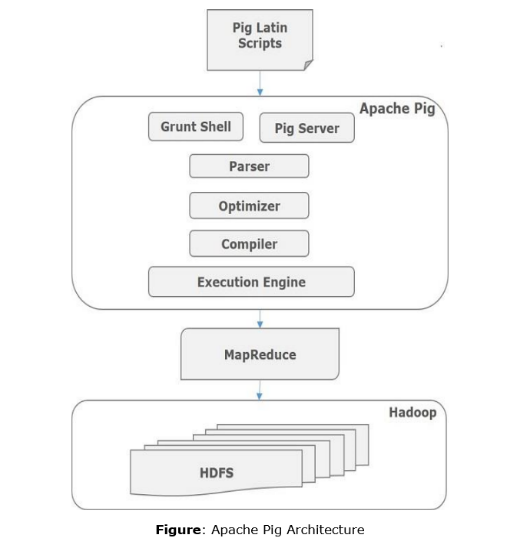 Pig Latin
Scripts
Apache Pig
Grunt Shell
Pig Server
Parser
Optimizer
Compiler
Execution Engine
MapReduce
Hadoop
HDFS
Figure: Apache Pig Architecture